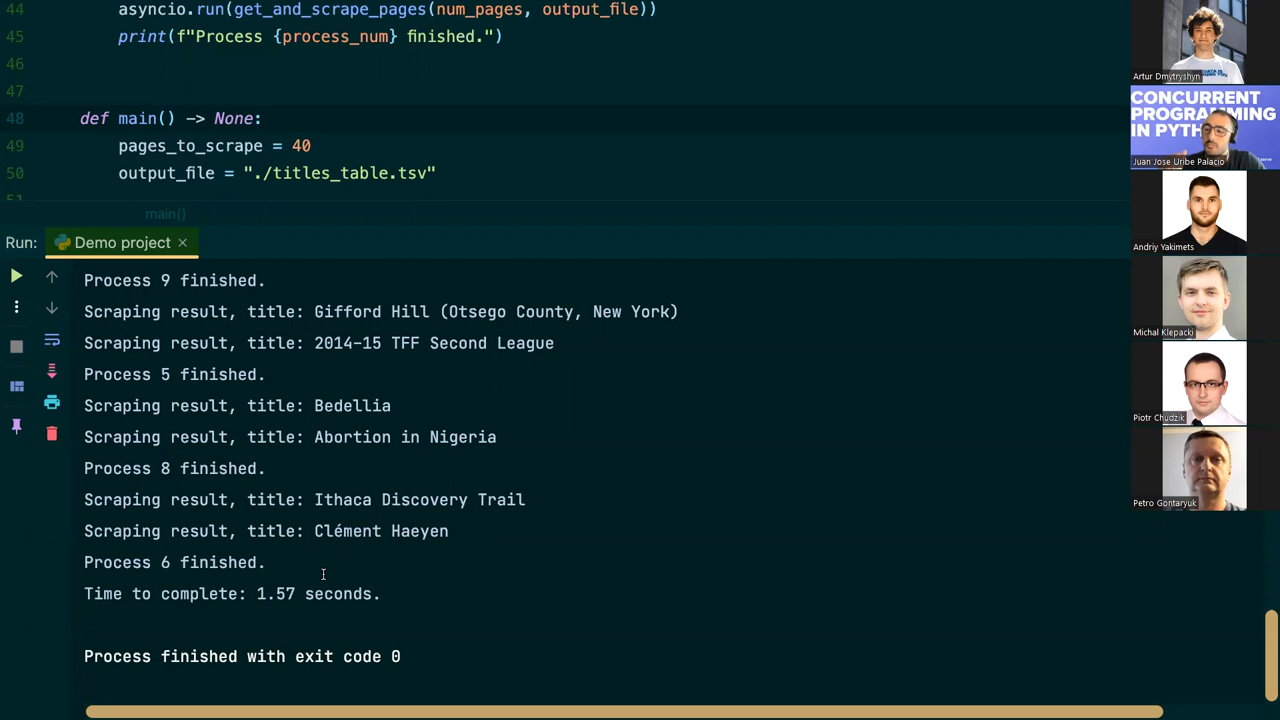 44 asyncio.run(get_and_scrape_pages(num_pages, output_file))
45 print(f"Process {process_num} finished.")
46
47
48 def main() -> None:
49 pages_to_scrape = 40
50 output_file = "./titles_table.tsv"
51
main()
Run: Demo project ×
Process 9 finished.
Scraping result, title: Gifford Hill (Otsego County, New York)
Scraping result, title: 2014-15 TFF Second League
Process 5 finished.
Scraping result, title: Bedellia
Scraping result, title: Abortion in Nigeria
Process 8 finished.
Scraping result, title: Ithaca Discovery Trail
Scraping result, title: Clément Haeyen
Process 6 finished.
Time to complete: 1.57 seconds.
Process finished with exit code 0
Artur Dmytryshyn
CONCURRENT
PROGRAMMING
IN PYTH
Juan Jose Uribe Palacio
Andriy Yakimets
Michal Klepacki
Piotr Chudzik
Petro Gontaryuk